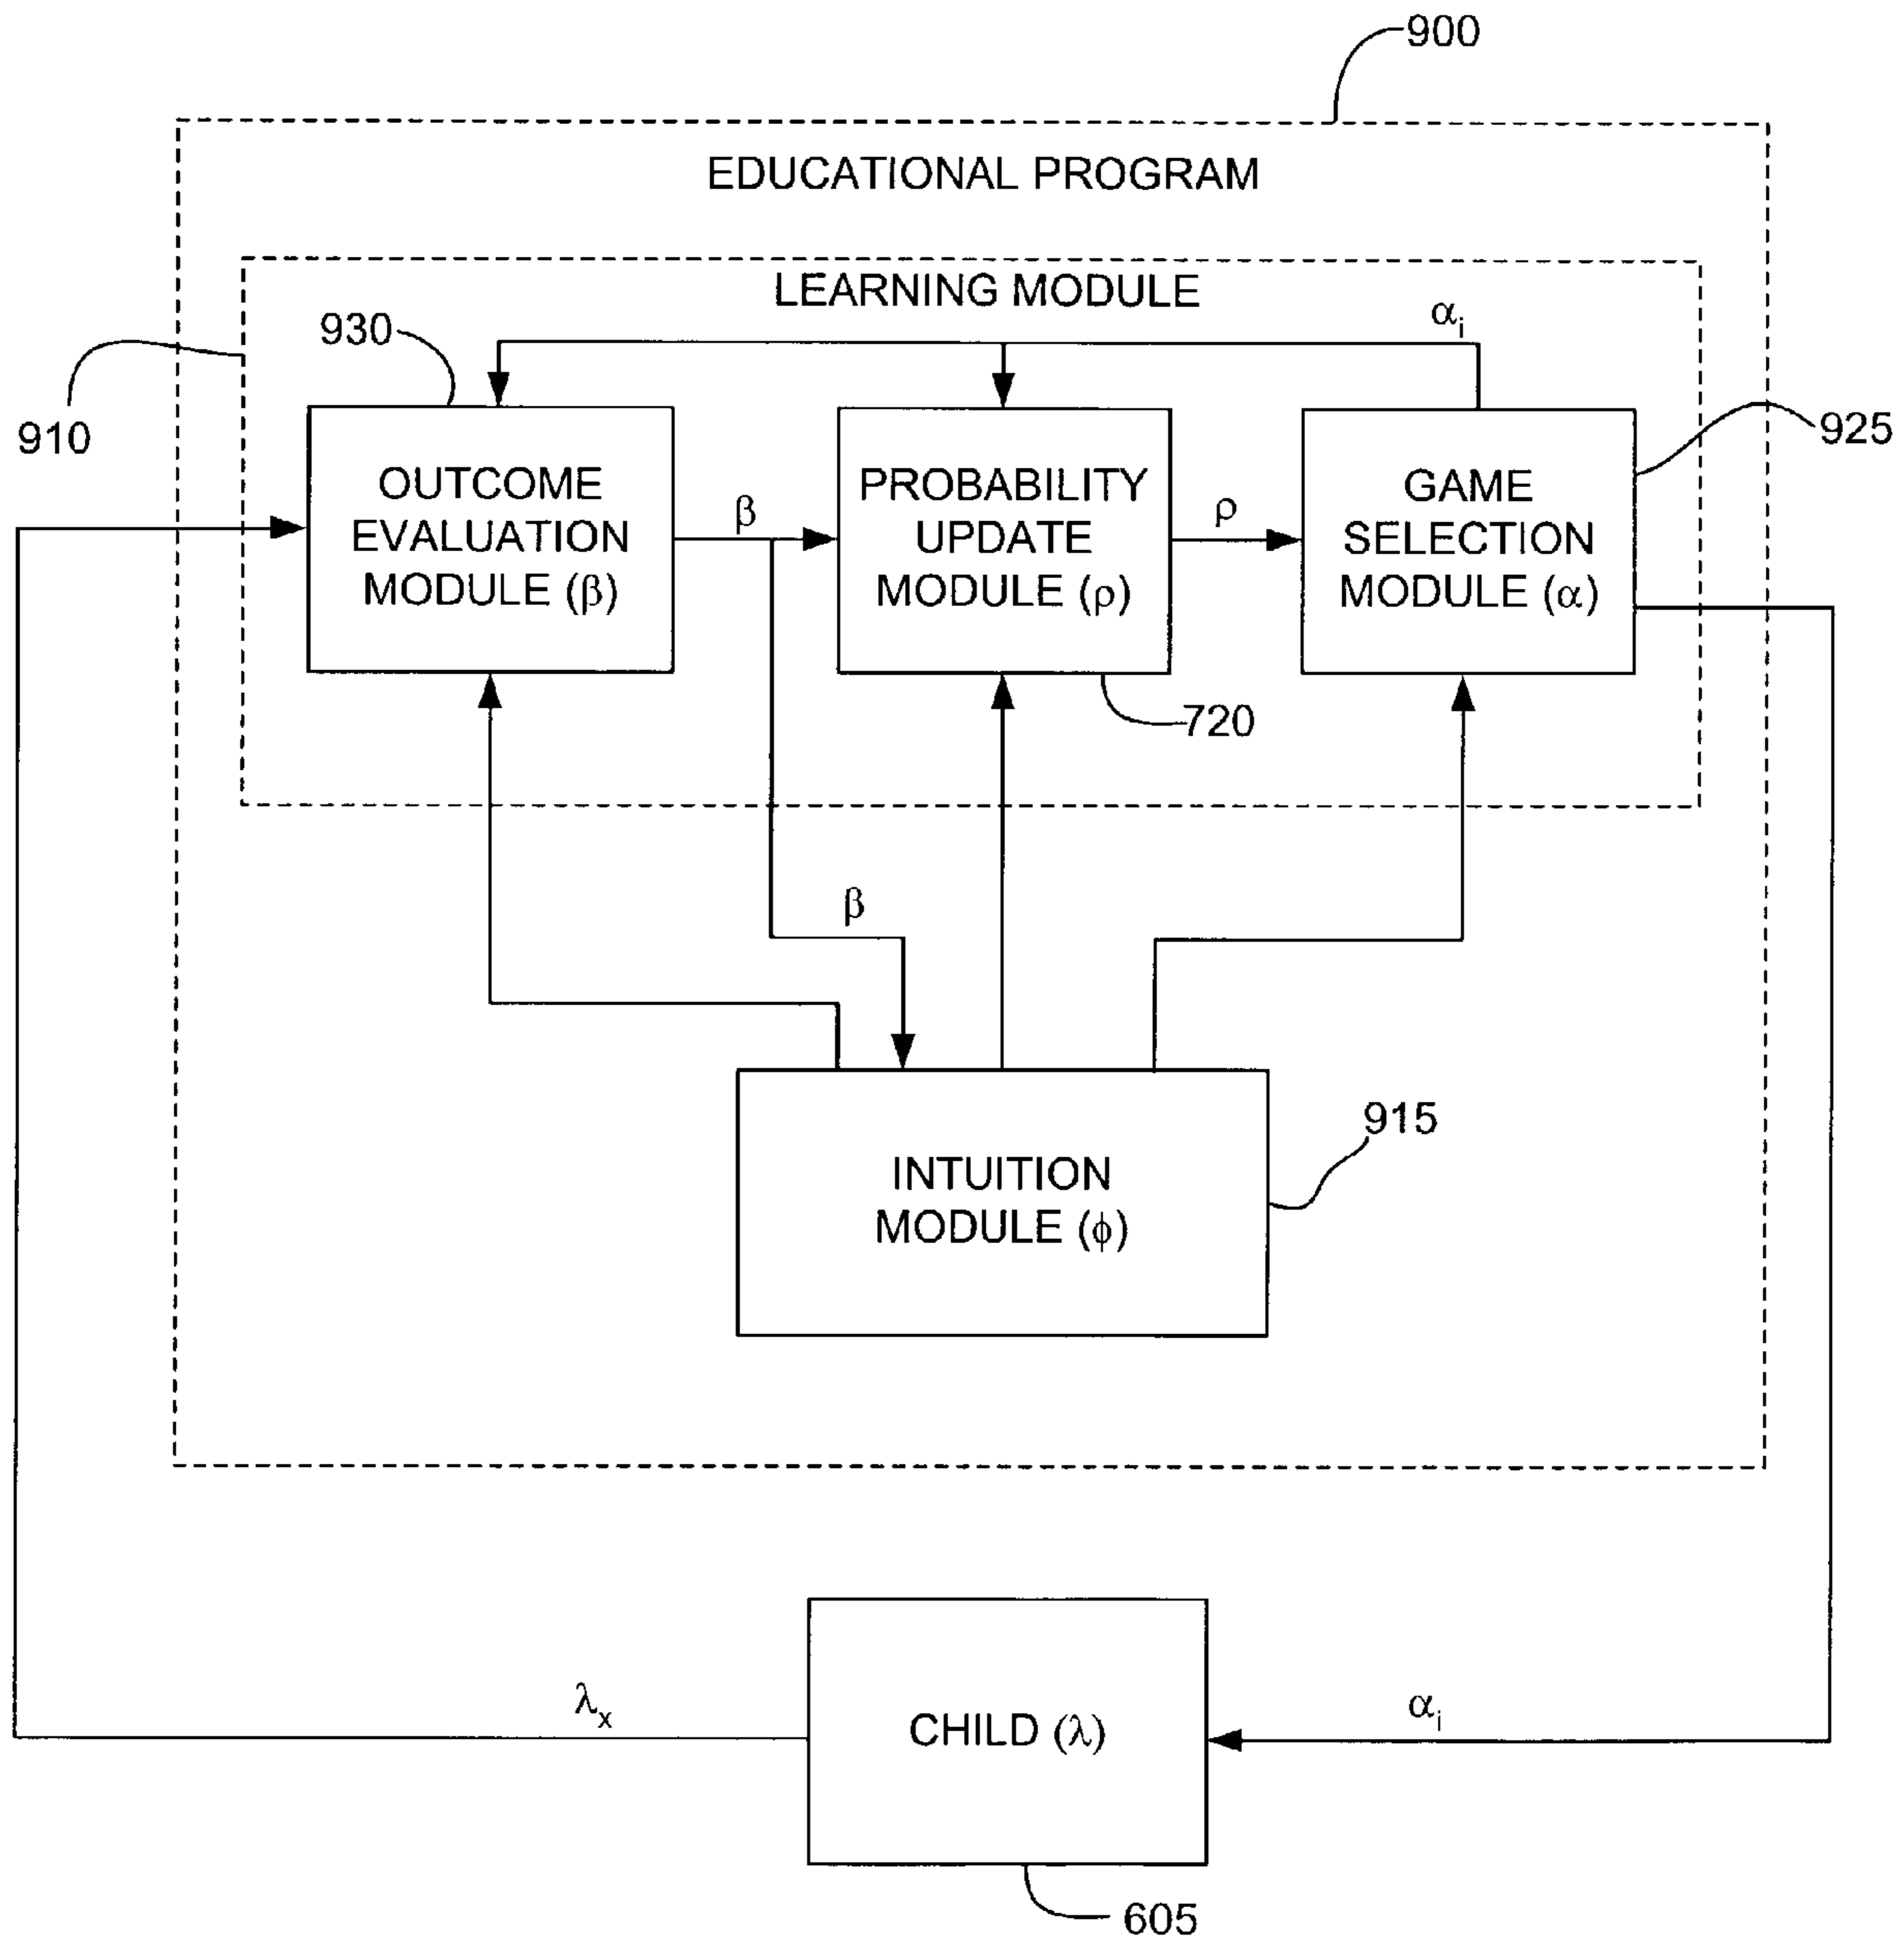 900
EDUCATIONAL PROGRAM
LEARNING MODULE
930
αi
910
925
OUTCOME
EVALUATION
MODULE (β)
β
PROBABILITY
UPDATE
MODULE (ρ)
ρ
GAME
SELECTION
MODULE (α)
720
β
915
INTUITION
MODULE (ϕ)
λx
CHILD (λ)
αi
605